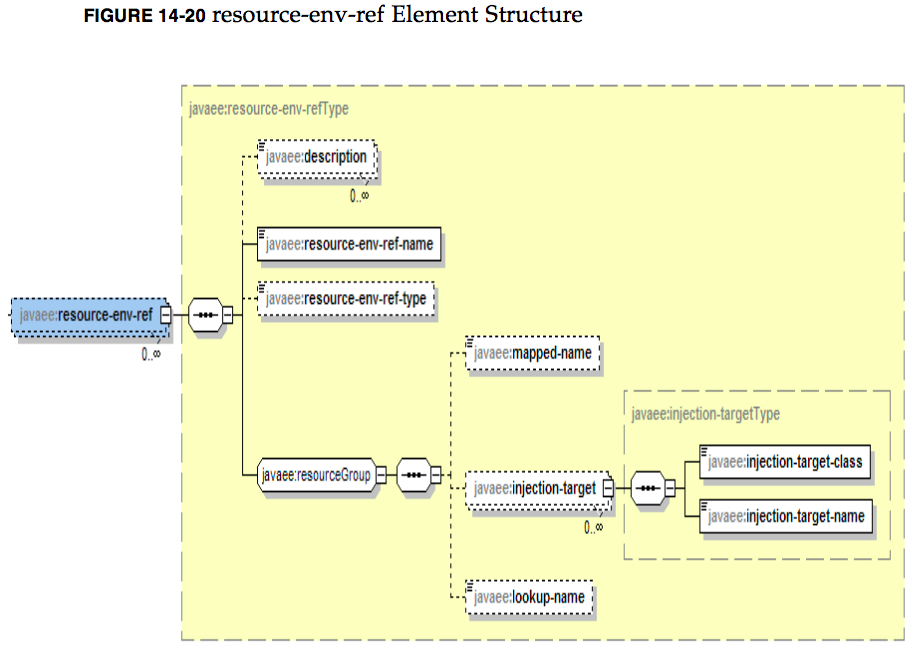 FIGURE 14-20 resource-env-ref Element Structure
javaee:resource-env-refType
javaee:description
0..∞
javaee:resource-env-ref-name
javaee:resource-env-ref-type
javaee:resource-env-ref
0..∞
javaee:mapped-name
javaee:injection-targetType
javaee:injection-target-class
javaee:resourceGroup
javaee:injection-target
0..∞
javaee:injection-target-name
javaee:lookup-name